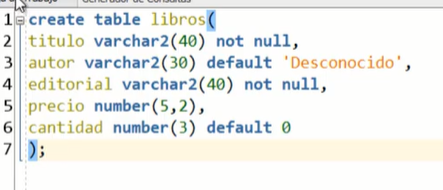 1 create table libros(
2 titulo varchar2(40) not null,
3 autor varchar2(30) default 'Desconocido',
4 editorial varchar2(40) not null,
5 precio number(5,2),
6 cantidad number(3) default 0
7 );